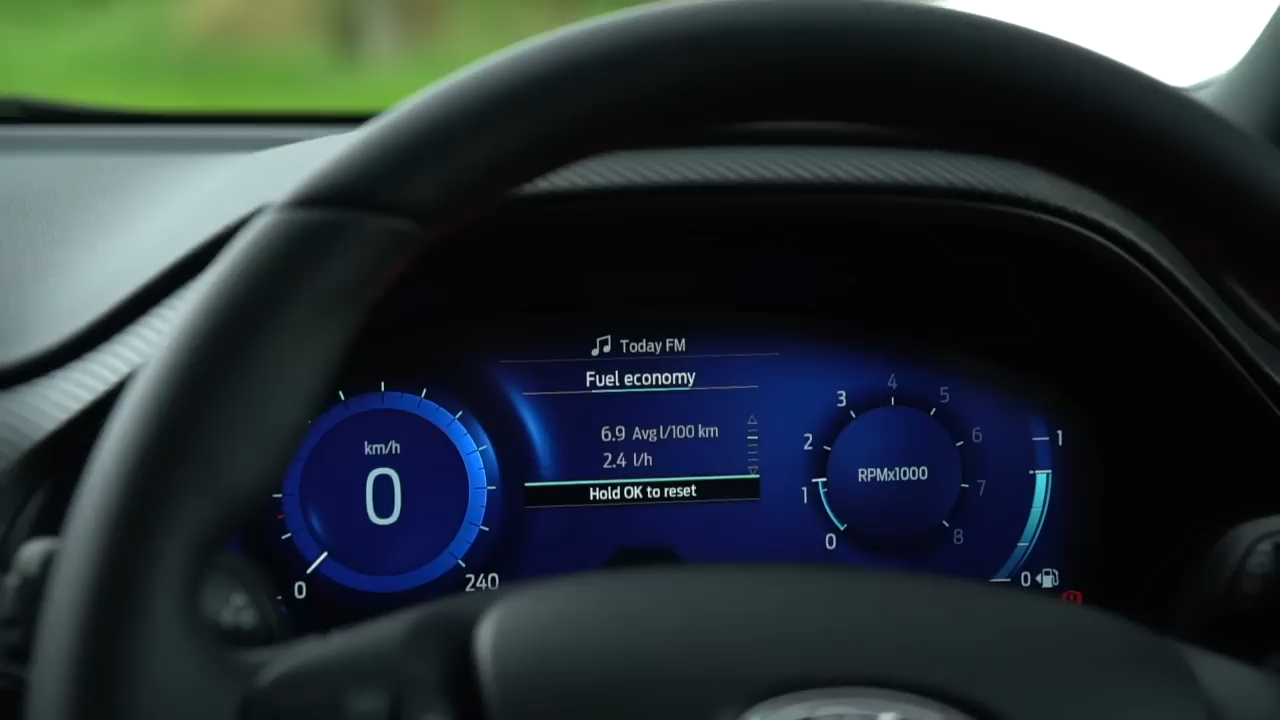 Today FM
Fuel economy
6.9 Avg l/100 km
2.4 l/h
Hold OK to reset
km/h
0
0
240
RPMx1000
0
1
2
3
4
5
6
7
8
1
0